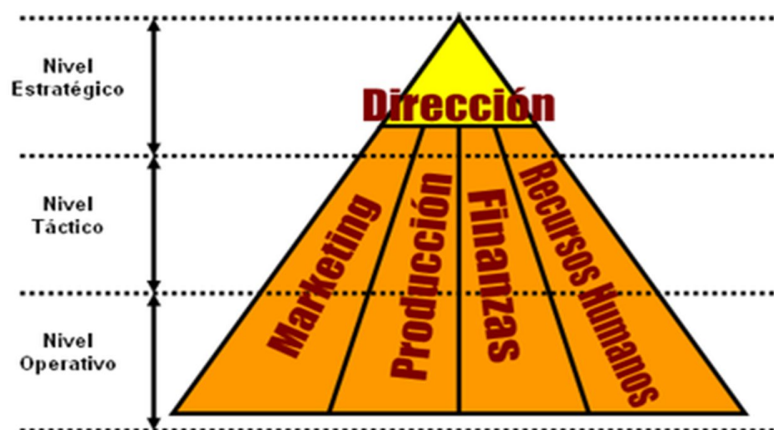 Nivel
Estratégico
Dirección
Nivel
Táctico
Marketing
Producción
Finanzas
Recursos Humanos
Nivel
Operativo